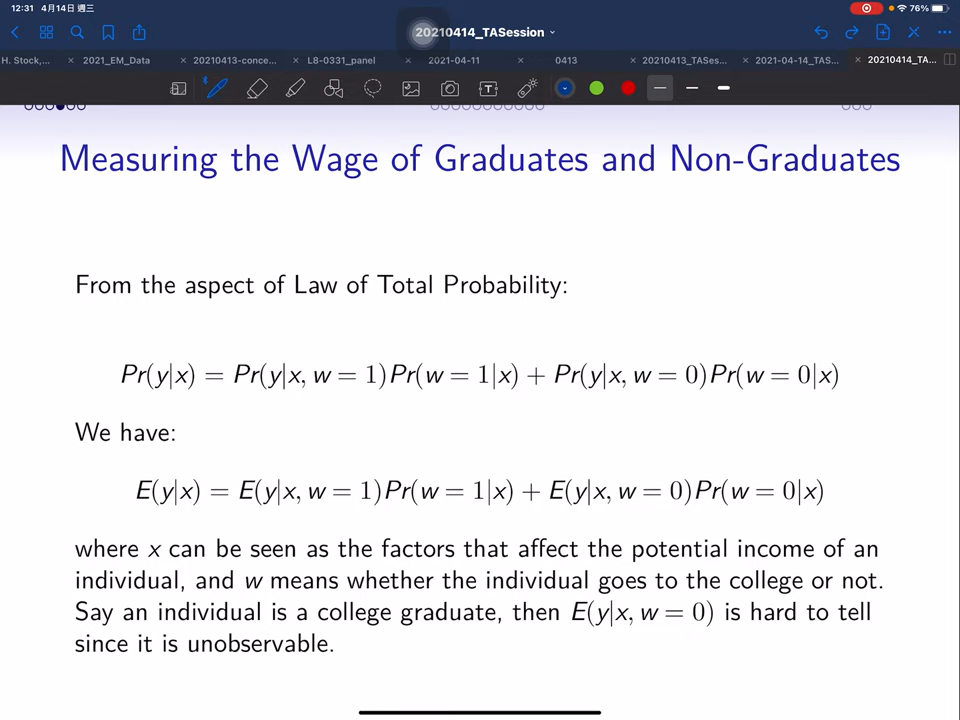 12:31 4月14日 週三
76%
20210414_TASession
H. Stock,...
2021_EM_Data
20210413-conce...
L8-0331_panel
2021-04-11
0413
20210413_TASes...
2021-04-14_TAS...
20210414_TA...
Measuring the Wage of Graduates and Non-Graduates
From the aspect of Law of Total Probability:
Pr(y|x) = Pr(y|x, w = 1)Pr(w = 1|x) + Pr(y|x, w = 0)Pr(w = 0|x)
We have:
E(y|x) = E(y|x, w = 1)Pr(w = 1|x) + E(y|x, w = 0)Pr(w = 0|x)
where x can be seen as the factors that affect the potential income of an
individual, and w means whether the individual goes to the college or not.
Say an individual is a college graduate, then E(y|x, w = 0) is hard to tell
since it is unobservable.